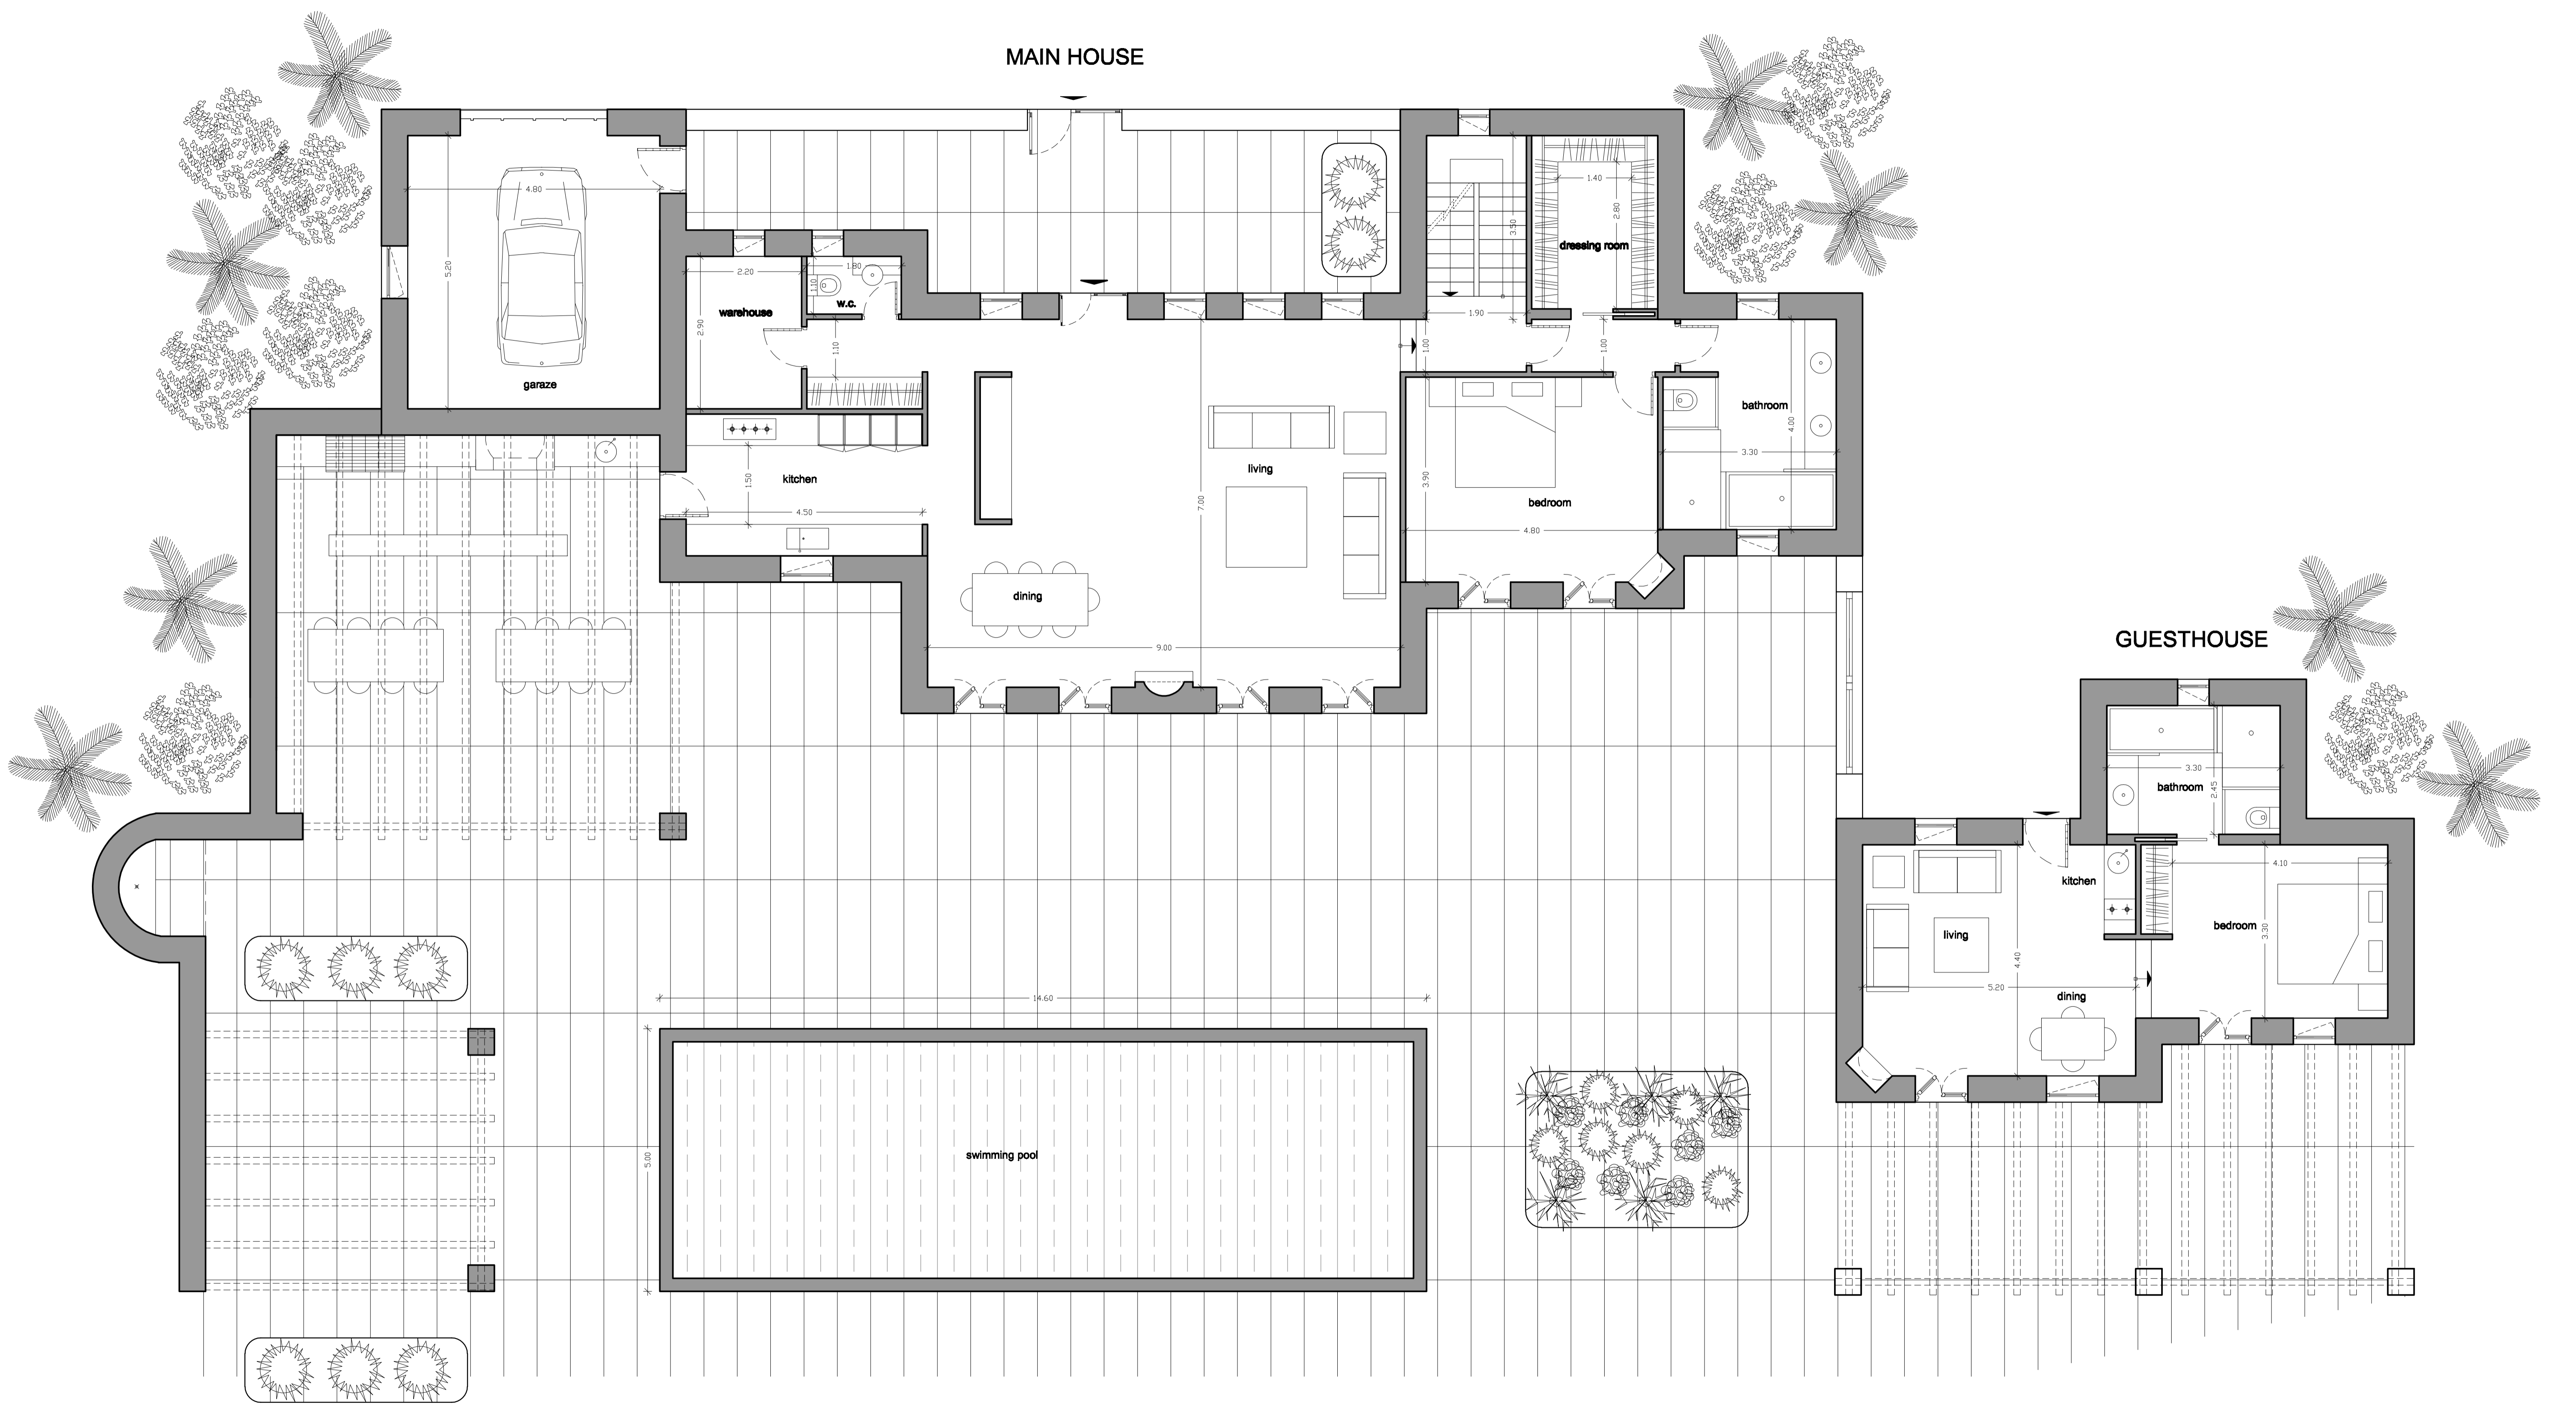 MAIN HOUSE
4.80
5.20
garaze
2.20
2.90
warehouse
1.80
1.10
w.c.
1.10
kitchen
1.50
4.50
living
7.00
dining
9.00
3.50
1.90
1.00
1.40
2.80
dressing room
1.00
bedroom
3.90
4.80
bathroom
4.00
3.30
GUESTHOUSE
3.30
bathroom
2.45
kitchen
4.10
bedroom
3.30
living
4.40
5.20
dining
14.60
5.00
swimming pool